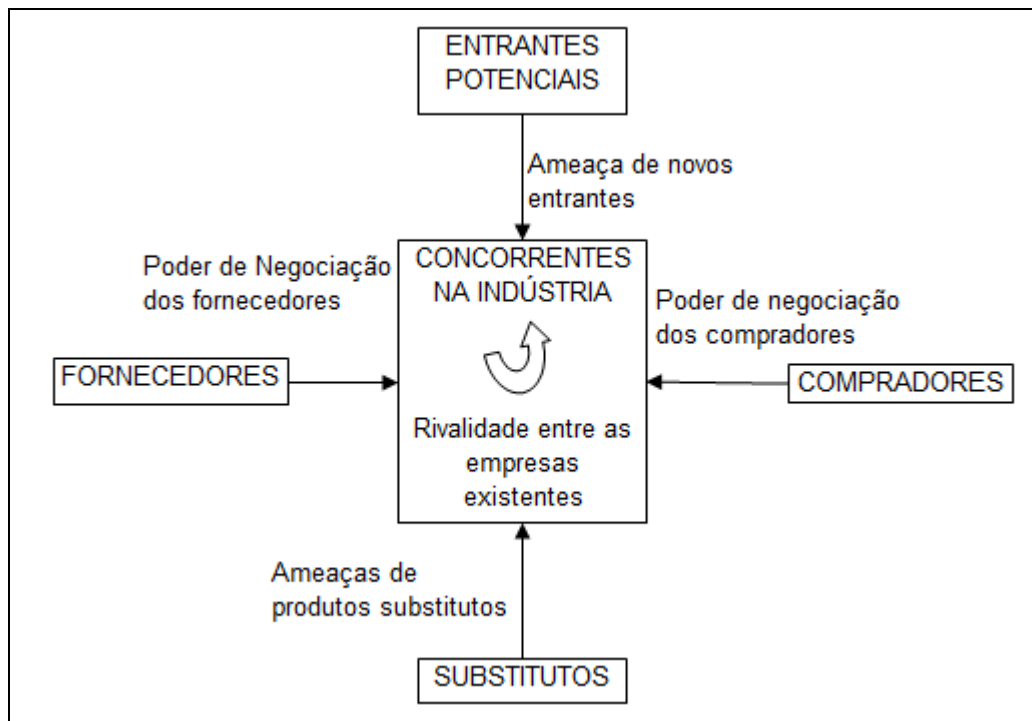 ENTRANTES
POTENCIAIS
Ameaça de novos
entrantes
Poder de Negociação
dos fornecedores
CONCORRENTES
NA INDÚSTRIA
Poder de negociação
dos compradores
FORNECEDORES
COMPRADORES
Rivalidade entre as
empresas
existentes
Ameaças de
produtos substitutos
SUBSTITUTOS